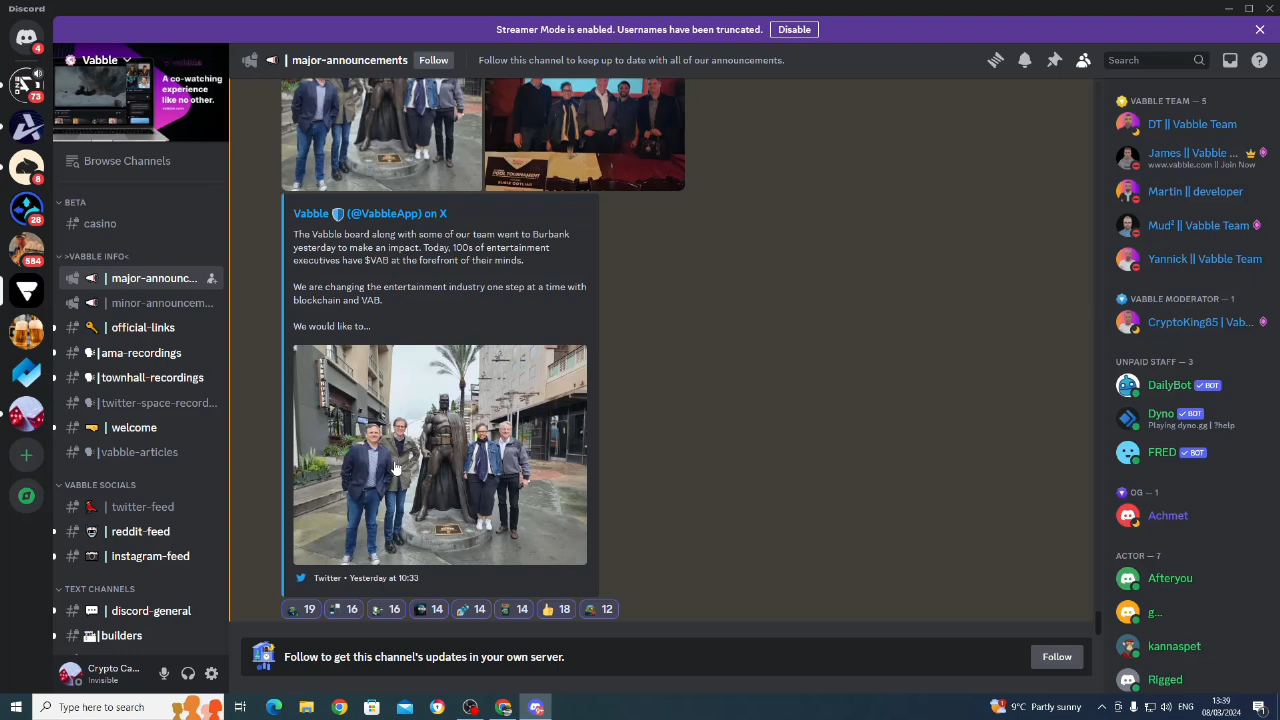 Discord
Streamer Mode is enabled. Usernames have been truncated.
Disable
Vabble
A co-watching
experience
like no other.
major-announcements
Follow
Follow this channel to keep up to date with all of our announcements.
Search
4
73
8
28
584
Browse Channels
BETA
casino
>VABBLE INFO<
| major-announc...
| minor-announcem...
| official-links
| ama-recordings
| townhall-recordings
| twitter-space-record...
| welcome
| vabble-articles
VABBLE SOCIALS
| twitter-feed
| reddit-feed
| instagram-feed
TEXT CHANNELS
| discord-general
| builders
Crypto Ca...
Invisible
Vabble (@VabbleApp) on X
The Vabble board along with some of our team went to Burbank
yesterday to make an impact. Today, 100s of entertainment
executives have $VAB at the forefront of their minds.
We are changing the entertainment industry one step at a time with
blockchain and VAB.
We would like to...
Twitter • Yesterday at 10:33
19
16
16
14
14
14
18
12
Follow to get this channel's updates in your own server.
Follow
VABBLE TEAM — 5
DT || Vabble Team
James || Vabble ...
www.vabble.com || Join Now
Martin || developer
Mud² || Vabble Team
Yannick || Vabble Team
VABBLE MODERATOR — 1
CryptoKing85 | Vab...
UNPAID STAFF — 3
DailyBot
BOT
Dyno
BOT
Playing dyno.gg | ?help
FRED
BOT
OG — 1
Achmet
ACTOR — 7
Afteryou
g...
kannaspet
Rigged
Type here to search
9°C Partly sunny
ENG
13:39
08/03/2024